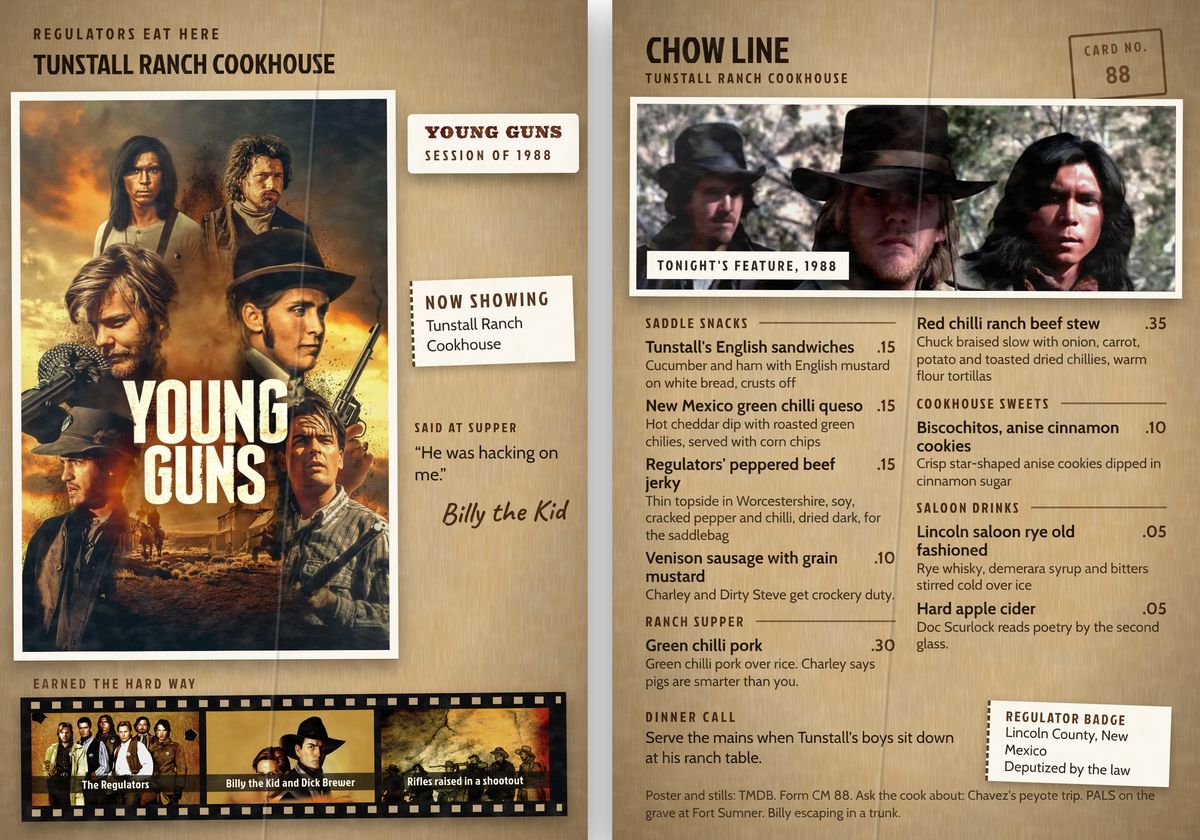 REGULATORS EAT HERE
TUNSTALL RANCH COOKHOUSE
YOUNG GUNS
SESSION OF 1988
NOW SHOWING
Tunstall Ranch
Cookhouse
YOUNG
GUNS
SAID AT SUPPER
“He was hacking on
me.”
Billy the Kid
EARNED THE HARD WAY
The Regulators
Billy the Kid and Dick Brewer
Rifles raised in a shootout
CHOW LINE
TUNSTALL RANCH COOKHOUSE
CARD NO.
88
TONIGHT'S FEATURE, 1988
SADDLE SNACKS
Tunstall's English sandwiches .15
Cucumber and ham with English mustard
on white bread, crusts off
New Mexico green chilli queso .15
Hot cheddar dip with roasted green
chilies, served with corn chips
Regulators' peppered beef .15
jerky
Thin topside in Worcestershire, soy,
cracked pepper and chilli, dried dark, for
the saddlebag
Venison sausage with grain .10
mustard
Charley and Dirty Steve get crockery duty.
RANCH SUPPER
Green chilli pork .30
Green chilli pork over rice. Charley says
pigs are smarter than you.
Red chilli ranch beef stew .35
Chuck braised slow with onion, carrot,
potato and toasted dried chillies, warm
flour tortillas
COOKHOUSE SWEETS
Biscochitos, anise cinnamon .10
cookies
Crisp star-shaped anise cookies dipped in
cinnamon sugar
SALOON DRINKS
Lincoln saloon rye old .05
fashioned
Rye whisky, demerara syrup and bitters
stirred cold over ice
Hard apple cider .05
Doc Scurlock reads poetry by the second
glass.
DINNER CALL
Serve the mains when Tunstall's boys sit down
at his ranch table.
REGULATOR BADGE
Lincoln County, New
Mexico
Deputized by the law
Poster and stills: TMDB. Form CM 88. Ask the cook about: Chavez's peyote trip. PALS on the
grave at Fort Sumner. Billy escaping in a trunk.